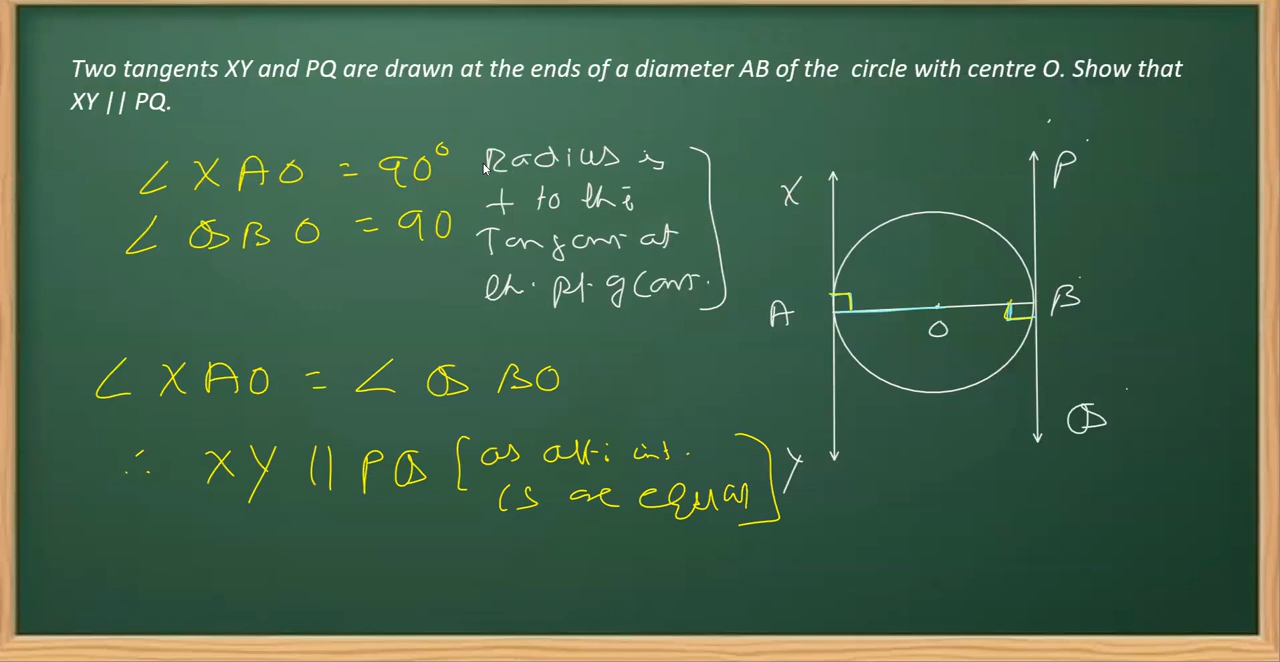 Two tangents XY and PQ are drawn at the ends of a diameter AB of the circle with centre O. Show that
XY || PQ.
∠ XAO = 90°
∠ QBO = 90
Radius is
⊥ to the
Tangent at
the pt. of cont.
∠ XAO = ∠ QBO
∴ XY || PQ [as alt. int.
∠s are equal]
X
P
A
O
B
Q
Y